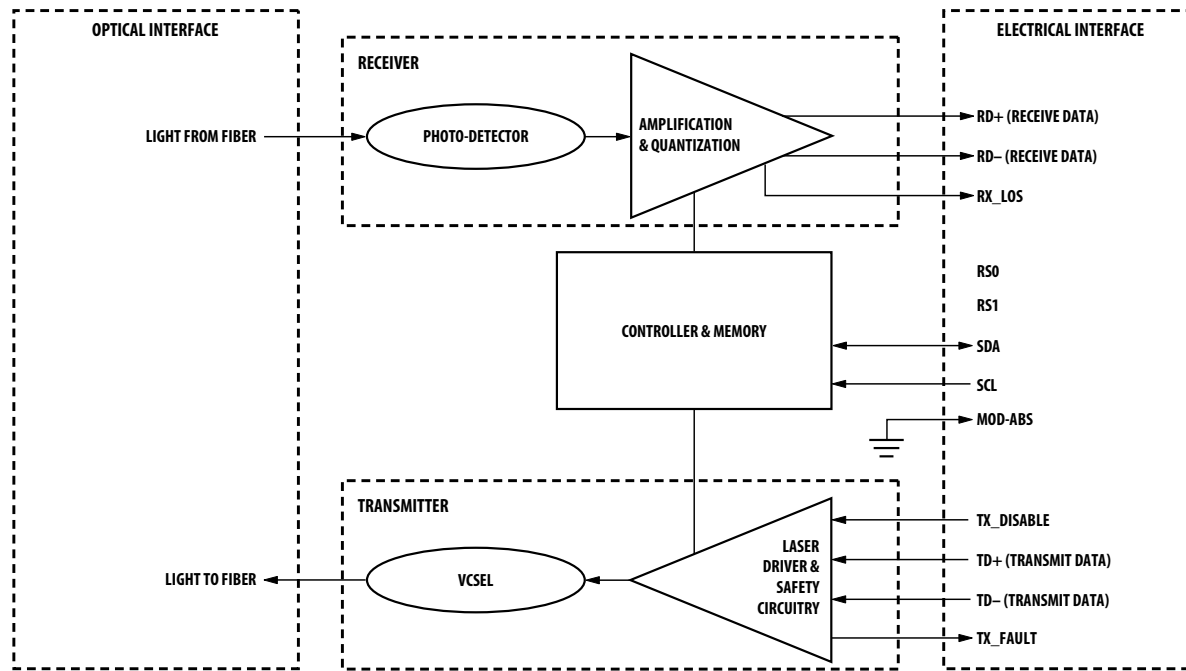 OPTICAL INTERFACE
ELECTRICAL INTERFACE
RECEIVER
LIGHT FROM FIBER
PHOTO-DETECTOR
AMPLIFICATION
& QUANTIZATION
RD+ (RECEIVE DATA)
RD– (RECEIVE DATA)
RX_LOS
RS0
RS1
CONTROLLER & MEMORY
SDA
SCL
MOD-ABS
TRANSMITTER
LIGHT TO FIBER
VCSEL
LASER
DRIVER &
SAFETY
CIRCUITRY
TX_DISABLE
TD+ (TRANSMIT DATA)
TD– (TRANSMIT DATA)
TX_FAULT